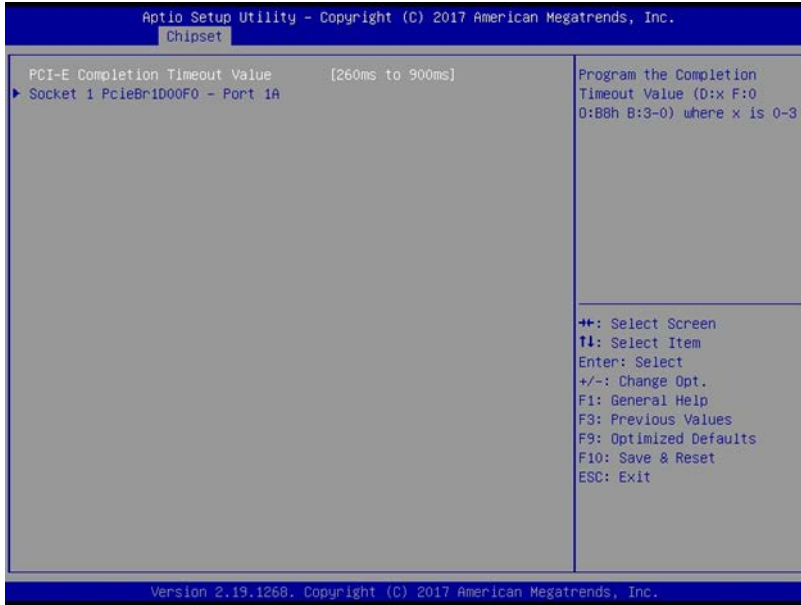 Aptio Setup Utility – Copyright (C) 2017 American Megatrends, Inc.
Chipset
PCI-E Completion Timeout Value [260ms to 900ms]
▶ Socket 1 PcieBr1D00F0 - Port 1A
Program the Completion
Timeout Value (D:x F:0
O:B8h B:3-0) where x is 0-3
→←: Select Screen
↑↓: Select Item
Enter: Select
+/-: Change Opt.
F1: General Help
F3: Previous Values
F9: Optimized Defaults
F10: Save & Reset
ESC: Exit
Version 2.19.1268. Copyright (C) 2017 American Megatrends, Inc.